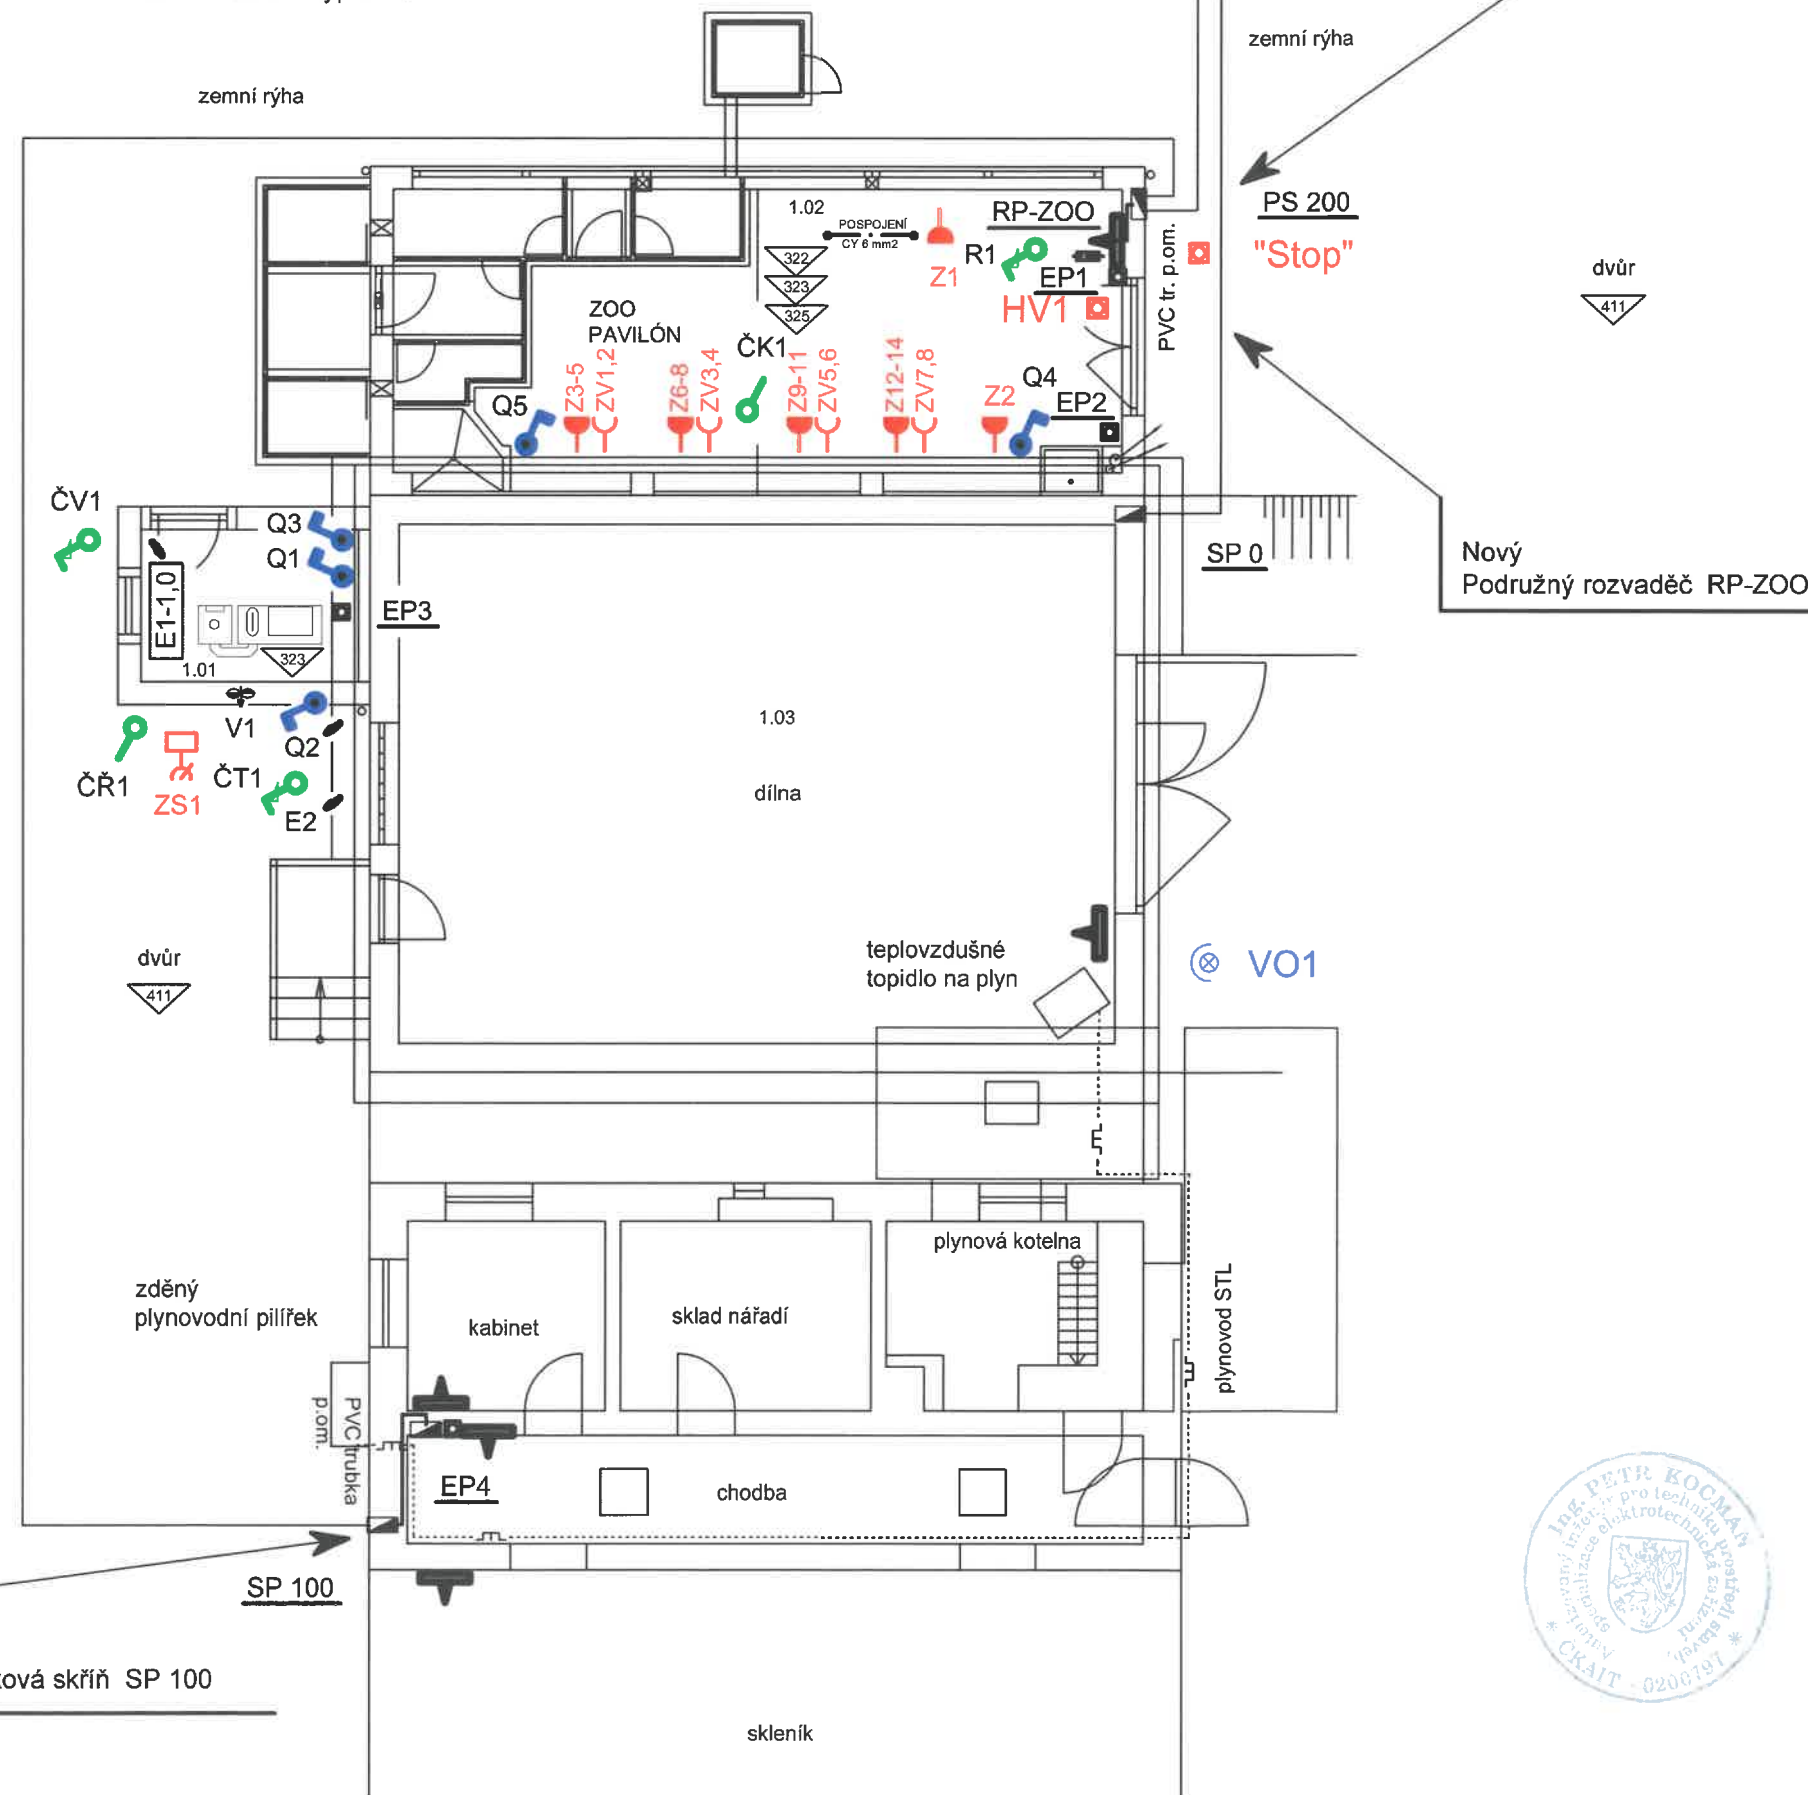 zemní rýha
zemní rýha
PS 200
"Stop"
dvůr
411
1.02
POSPOJENÍ
CY 6 mm2
RP-ZOO
R1
Z1
EP1
HV1
PVC tr. p.om.
322
323
325
ZOO
PAVILÓN
ČK1
Q5
Z3-5
ZV1,2
Z6-8
ZV3,4
Z9-11
ZV5,6
Z12-14
ZV7,8
Z2
Q4
EP2
ČV1
Q3
Q1
E1-1,0
EP3
323
1.01
V1
Q2
ČŘ1
ZS1
ČT1
E2
SP 0
Nový
Podružný rozvaděč RP-ZOO
1.03
dílna
dvůr
411
teplovzdušné
topidlo na plyn
VO1
zděný
plynovodní pilířek
kabinet
sklad nářadí
plynová kotelna
plynovod STL
PVC trubka
p.om.
EP4
chodba
SP 100
ová skříň SP 100
skleník
Ing. PETR KOCMAN
ČKAIT - 0200797